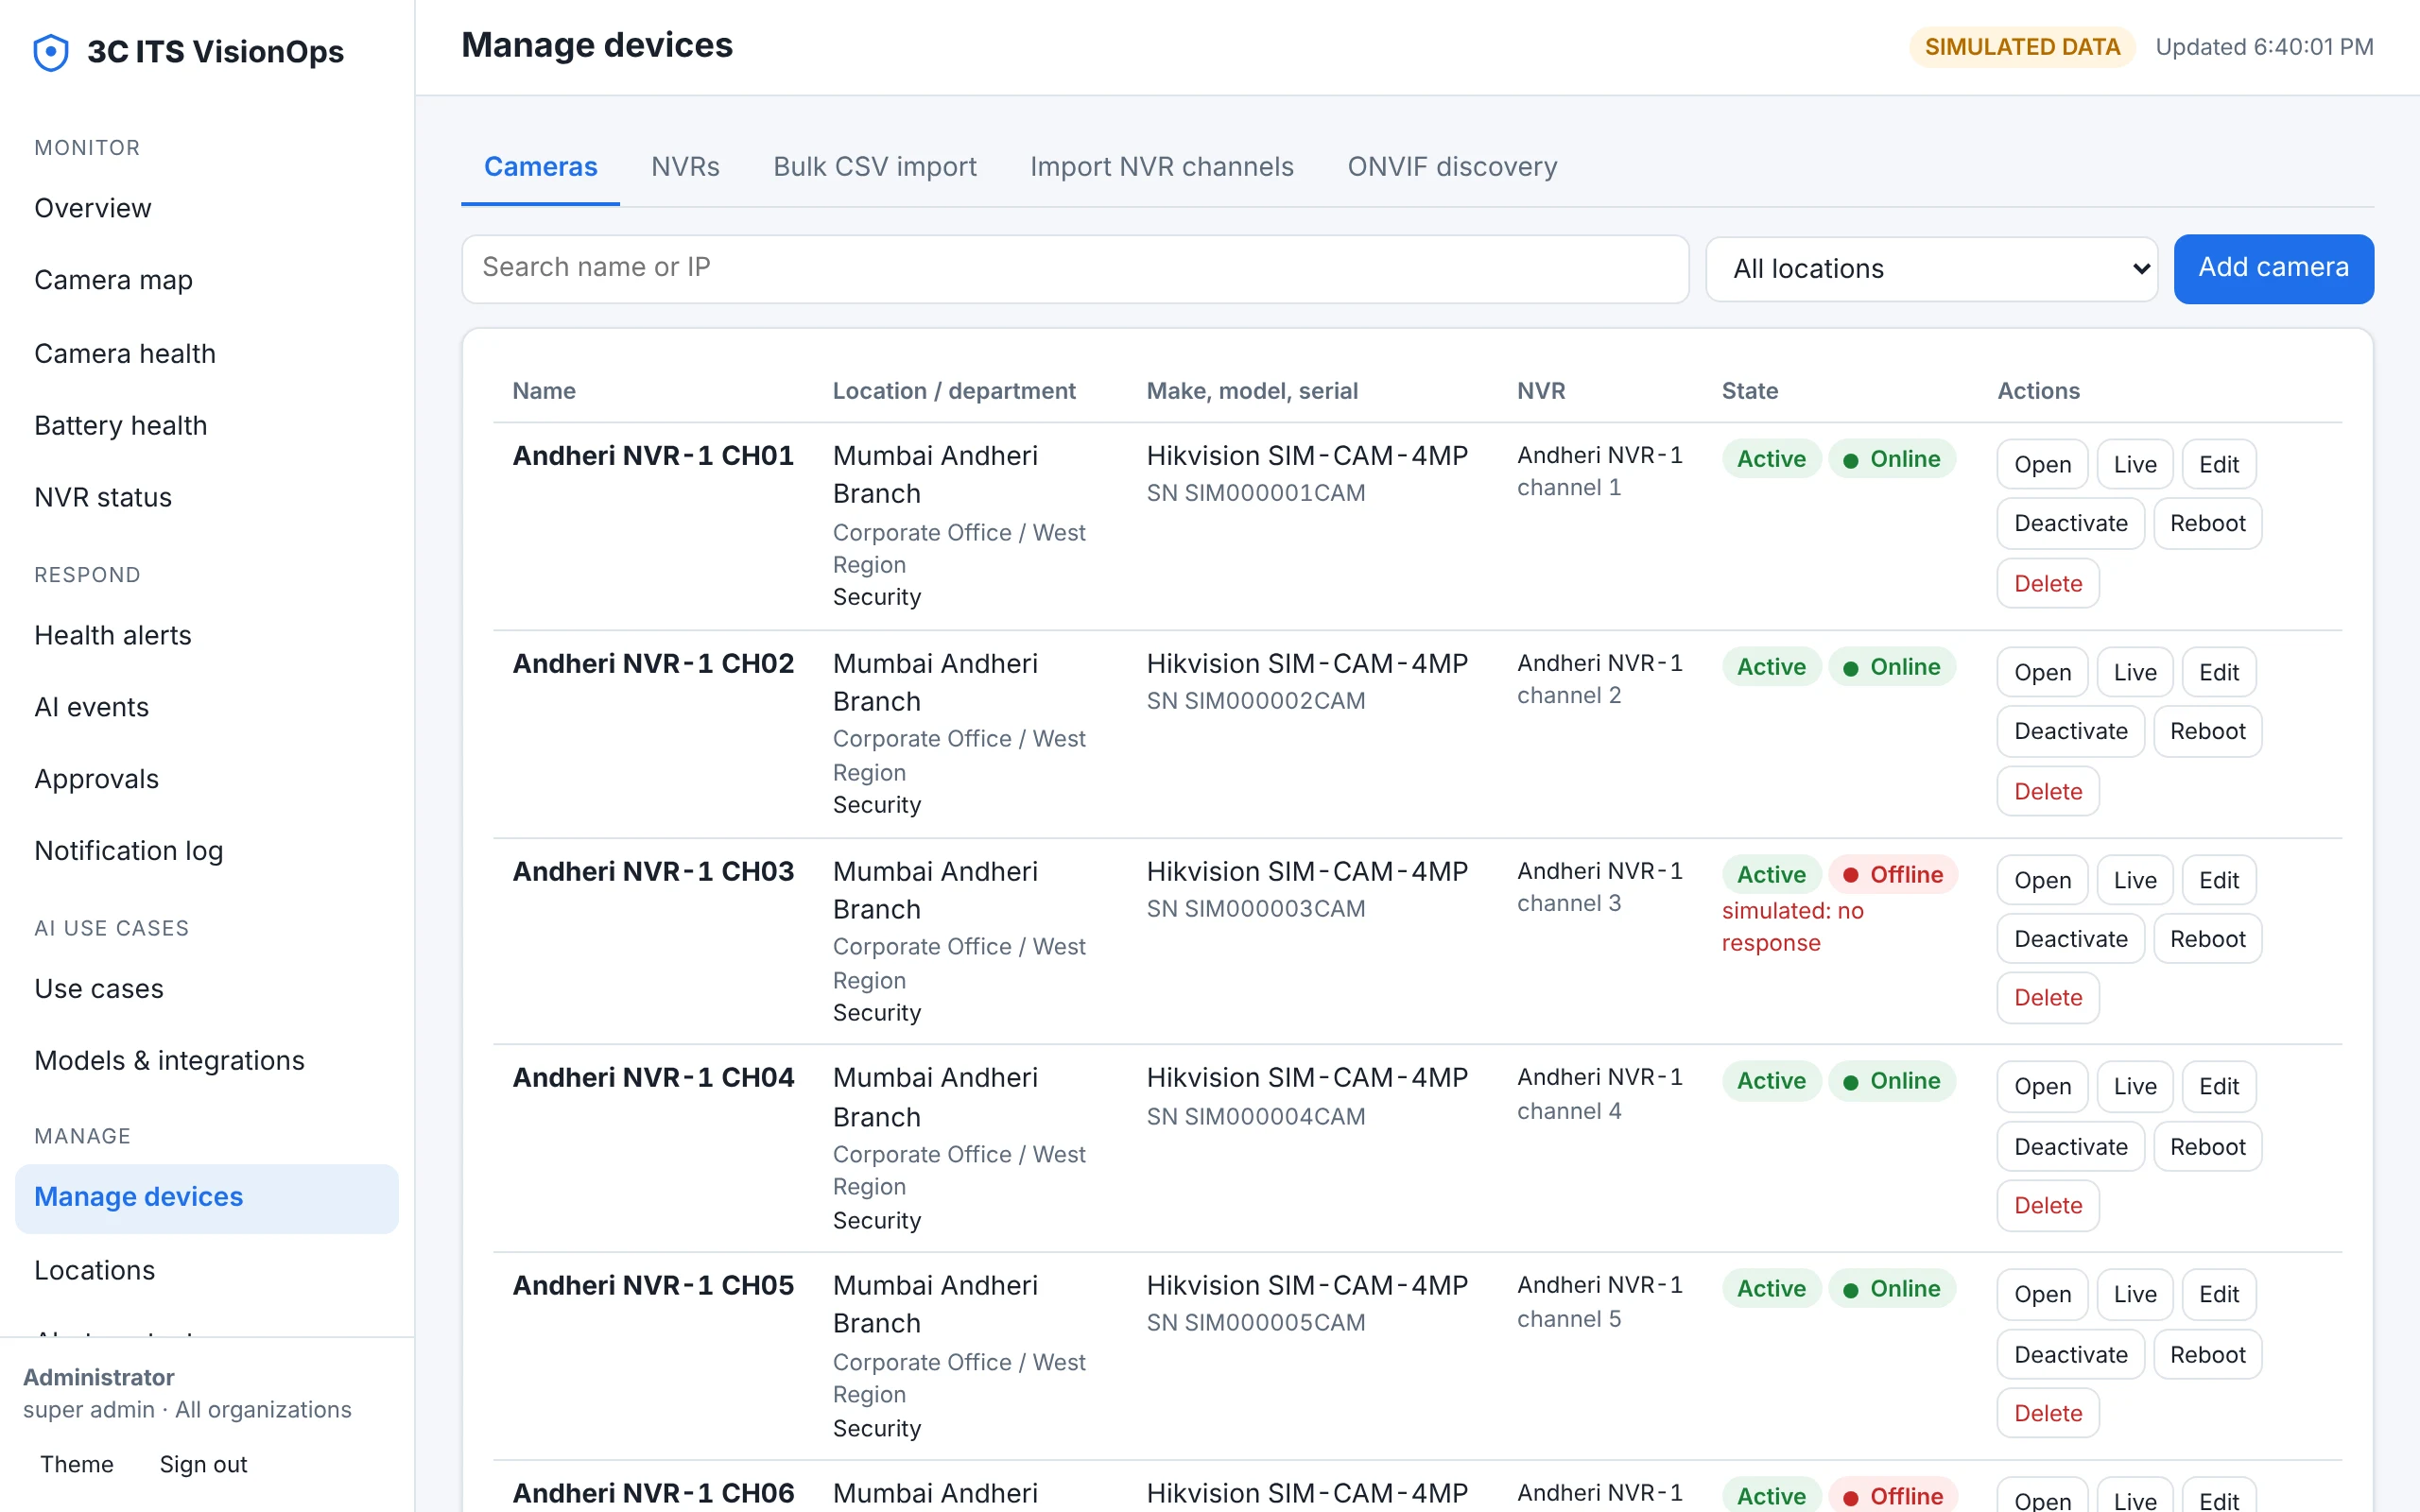 3C ITS VisionOps
MONITOR
Overview
Camera map
Camera health
Battery health
NVR status
RESPOND
Health alerts
AI events
Approvals
Notification log
AI USE CASES
Use cases
Models & integrations
MANAGE
Manage devices
Locations
Administrator
super admin · All organizations
Theme
Sign out
Manage devices
SIMULATED DATA
Updated 6:40:01 PM
Cameras
NVRs
Bulk CSV import
Import NVR channels
ONVIF discovery
Search name or IP
All locations
Add camera
Name
Location / department
Make, model, serial
NVR
State
Actions
Andheri NVR-1 CH01
Mumbai Andheri
Branch
Corporate Office / West
Region
Security
Hikvision SIM-CAM-4MP
SN SIM000001CAM
Andheri NVR-1
channel 1
Active
Online
Open
Live
Edit
Deactivate
Reboot
Delete
Andheri NVR-1 CH02
Mumbai Andheri
Branch
Corporate Office / West
Region
Security
Hikvision SIM-CAM-4MP
SN SIM000002CAM
Andheri NVR-1
channel 2
Active
Online
Open
Live
Edit
Deactivate
Reboot
Delete
Andheri NVR-1 CH03
Mumbai Andheri
Branch
Corporate Office / West
Region
Security
Hikvision SIM-CAM-4MP
SN SIM000003CAM
Andheri NVR-1
channel 3
Active
Offline
simulated: no
response
Open
Live
Edit
Deactivate
Reboot
Delete
Andheri NVR-1 CH04
Mumbai Andheri
Branch
Corporate Office / West
Region
Security
Hikvision SIM-CAM-4MP
SN SIM000004CAM
Andheri NVR-1
channel 4
Active
Online
Open
Live
Edit
Deactivate
Reboot
Delete
Andheri NVR-1 CH05
Mumbai Andheri
Branch
Corporate Office / West
Region
Security
Hikvision SIM-CAM-4MP
SN SIM000005CAM
Andheri NVR-1
channel 5
Active
Online
Open
Live
Edit
Deactivate
Reboot
Delete
Andheri NVR-1 CH06
Mumbai Andheri
Hikvision SIM-CAM-4MP
Andheri NVR-1
Active
Offline
Open
Live
Edit